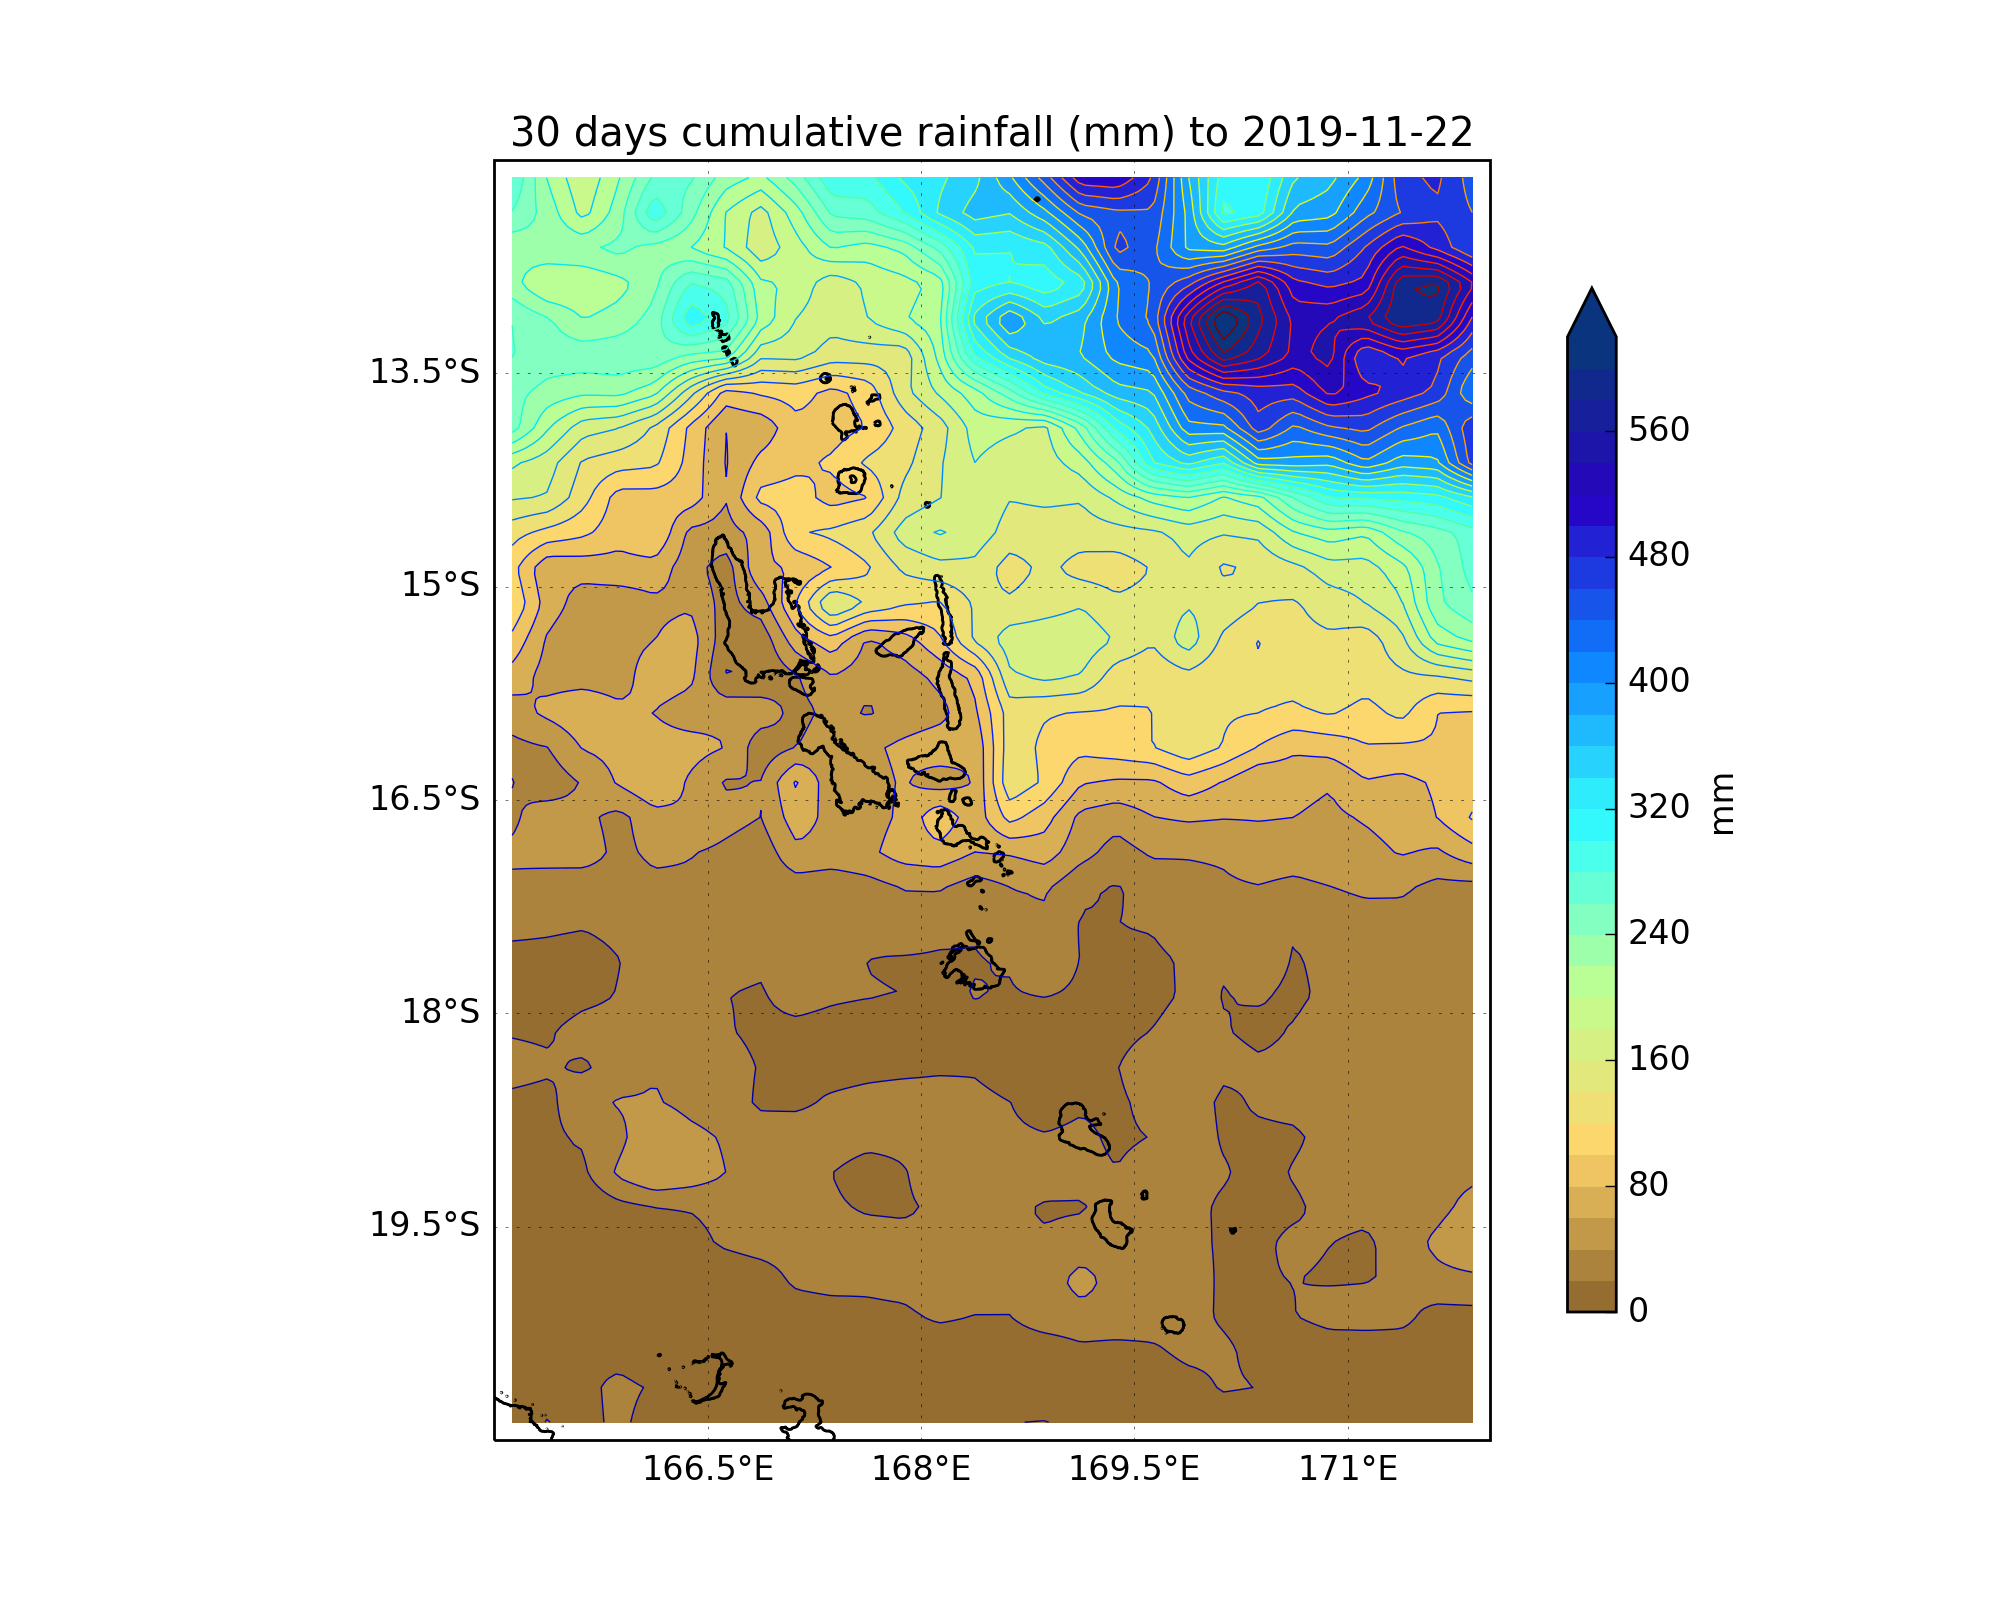 30 days cumulative rainfall (mm) to 2019-11-22
13.5°S
15°S
16.5°S
18°S
19.5°S
166.5°E
168°E
169.5°E
171°E
560
480
400
320
240
160
80
0
mm